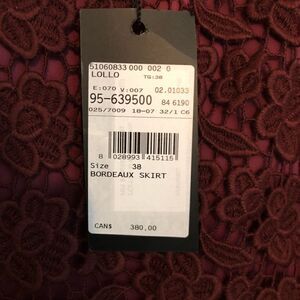 51060833 000 002 0
LOLLO TG:38
E:070 V:007 02.01033
95-639500 84 6190
025/7009 18-07 32/1 C6
8 028993 415115
Size 38
BORDEAUX SKIRT
CAN$ 380,00